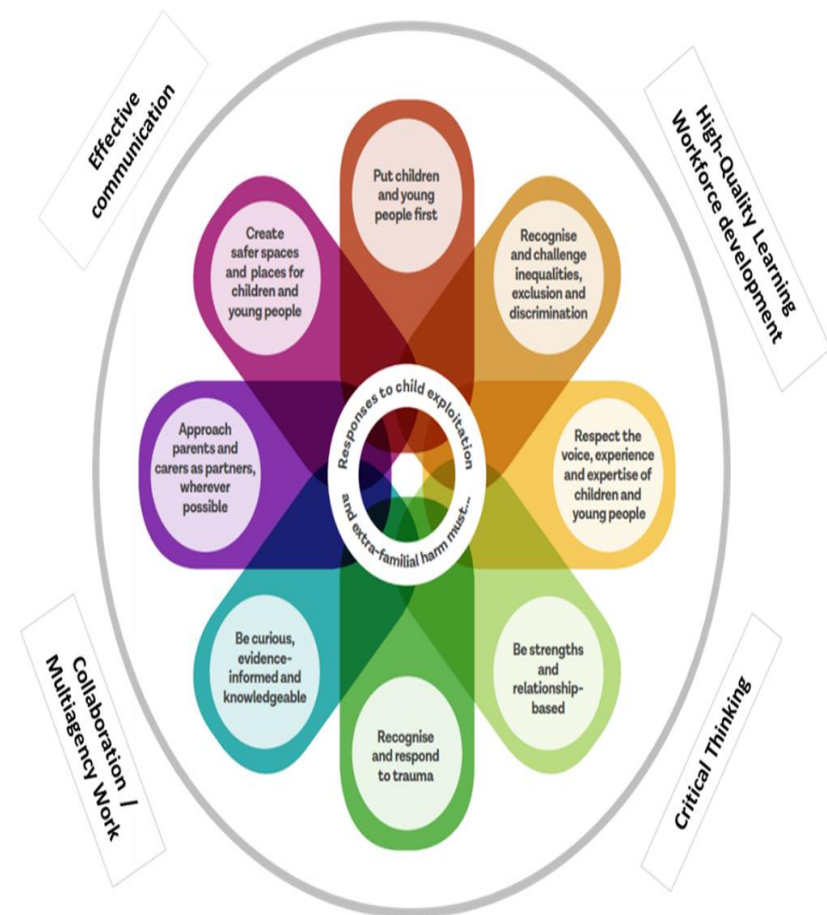 Effective
communication
High-Quality Learning
Workforce development
Put children
and young
people first
Create
safer spaces
and places for
children and
young people
Recognise
and challenge
inequalities,
exclusion and
discrimination
Responses to child exploitation
and extra-familial harm must...
Approach
parents and
carers as partners,
wherever
possible
Respect the
voice, experience
and expertise of
children and
young people
Be curious,
evidence-
informed and
knowledgeable
Be strengths
and
relationship-
based
Recognise
and respond
to trauma
Collaboration /
Multiagency Work
Critical Thinking